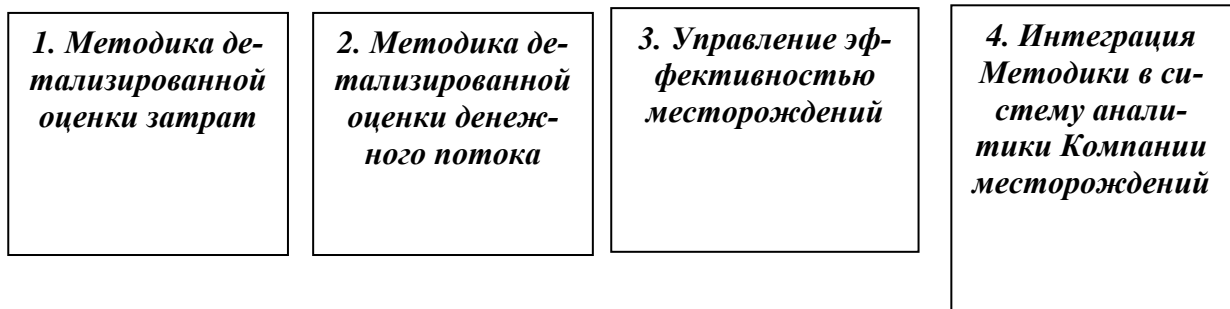 1. Методика де-
тализированной
оценки затрат
2. Методика де-
тализированной
оценки денеж-
ного потока
3. Управление эф-
фективностью
месторождений
4. Интеграция
Методики в си-
стему анали-
тики Компании
месторождений